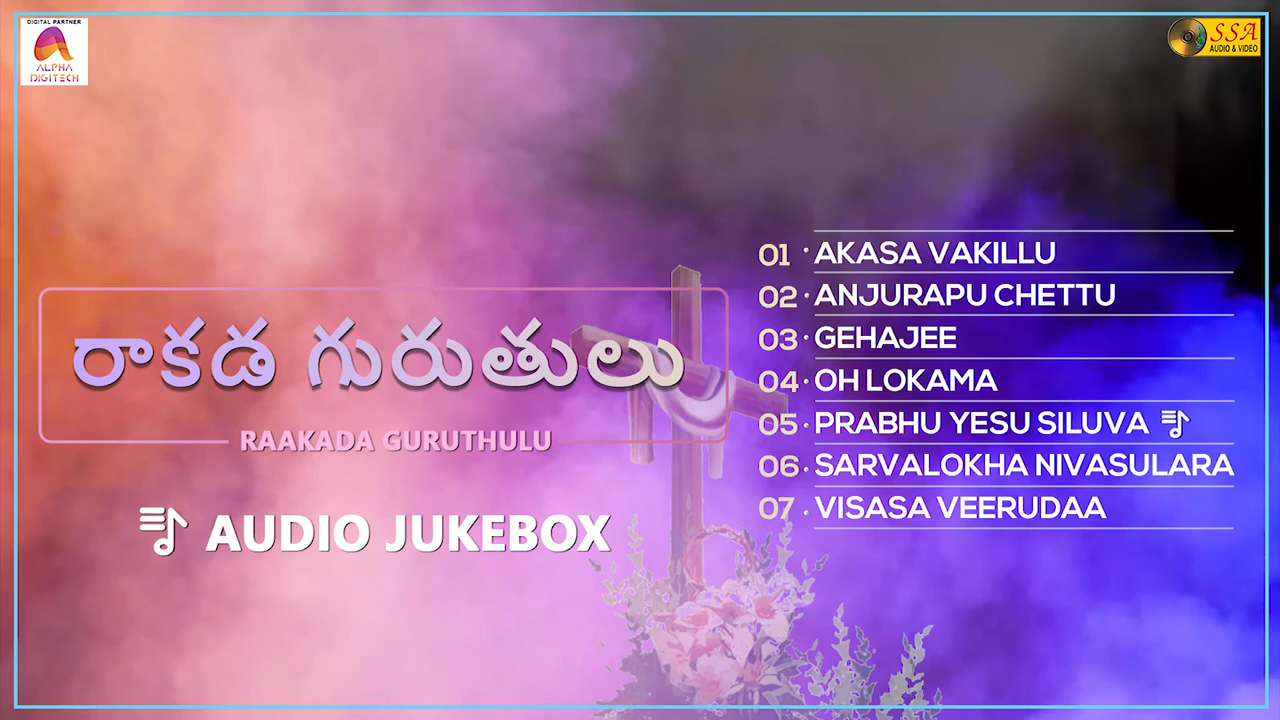 DIGITAL PARTNER
ALPHA
DIGITECH
SSA
AUDIO & VIDEO
రాకడ గురుతులు
RAAKADA GURUTHULU
AUDIO JUKEBOX
01 • AKASA VAKILLU
02 • ANJURAPU CHETTU
03 • GEHAJEE
04 • OH LOKAMA
05 • PRABHU YESU SILUVA
06 • SARVALOKHA NIVASULARA
07 • VISASA VEERUDAA